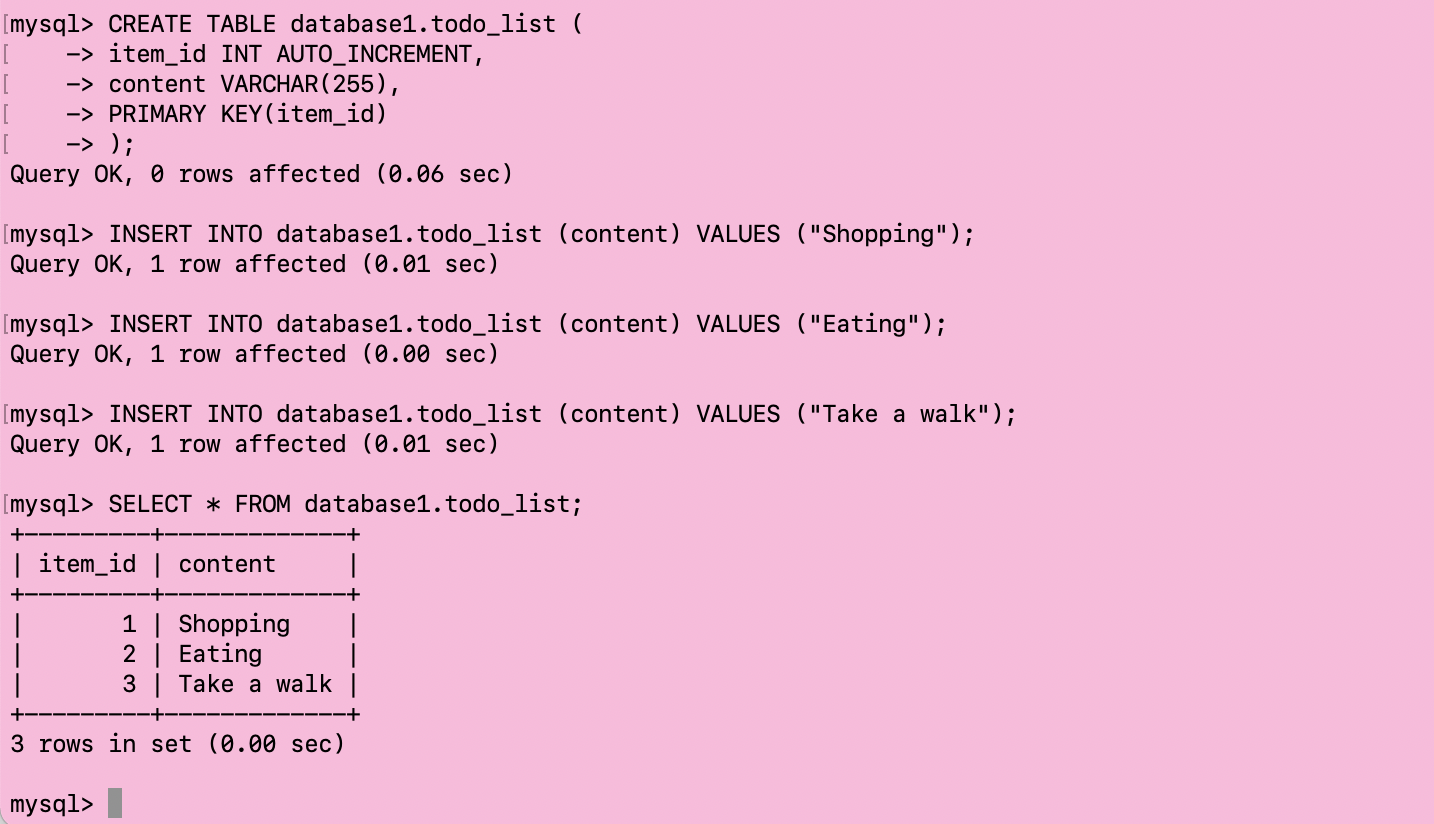 mysql> CREATE TABLE database1.todo_list (
    -> item_id INT AUTO_INCREMENT,
    -> content VARCHAR(255),
    -> PRIMARY KEY(item_id)
    -> );
Query OK, 0 rows affected (0.06 sec)

mysql> INSERT INTO database1.todo_list (content) VALUES ("Shopping");
Query OK, 1 row affected (0.01 sec)

mysql> INSERT INTO database1.todo_list (content) VALUES ("Eating");
Query OK, 1 row affected (0.00 sec)

mysql> INSERT INTO database1.todo_list (content) VALUES ("Take a walk");
Query OK, 1 row affected (0.01 sec)

mysql> SELECT * FROM database1.todo_list;
+---------+-------------+
| item_id | content     |
+---------+-------------+
|       1 | Shopping    |
|       2 | Eating      |
|       3 | Take a walk |
+---------+-------------+
3 rows in set (0.00 sec)

mysql>